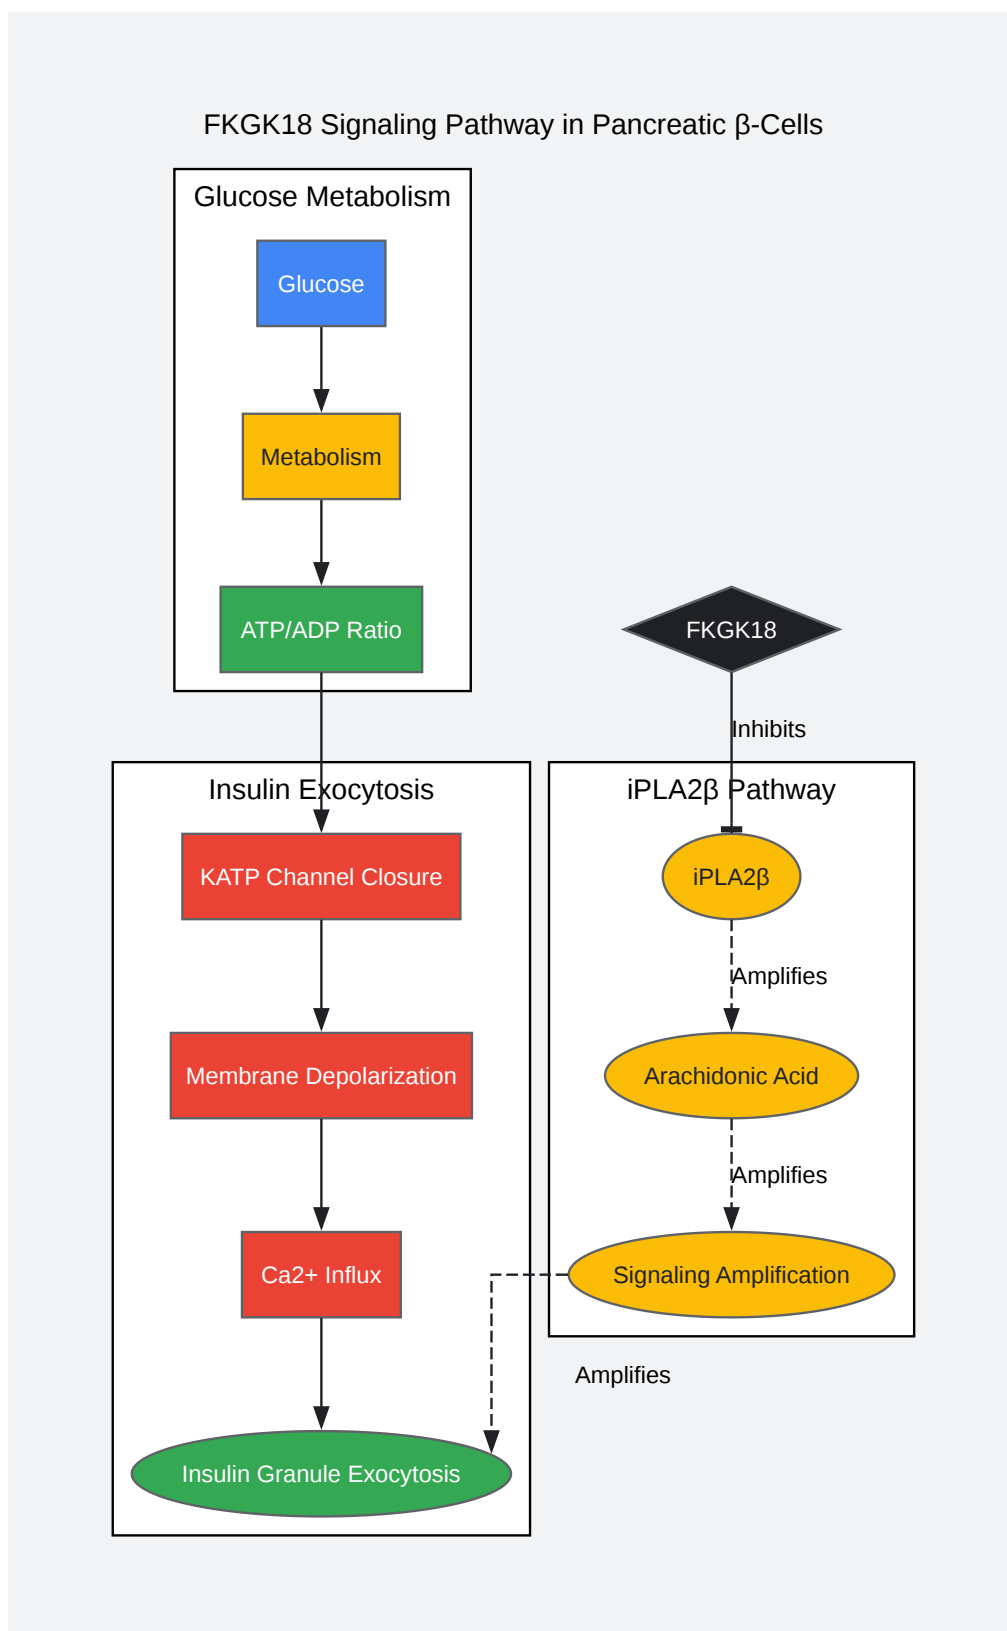 FKGK18 Signaling Pathway in Pancreatic β-Cells
Glucose Metabolism
Glucose
Metabolism
ATP/ADP Ratio
FKGK18
Inhibits
Insulin Exocytosis
iPLA2β Pathway
KATP Channel Closure
iPLA2β
Amplifies
Membrane Depolarization
Arachidonic Acid
Amplifies
Ca2+ Influx
Signaling Amplification
Amplifies
Insulin Granule Exocytosis